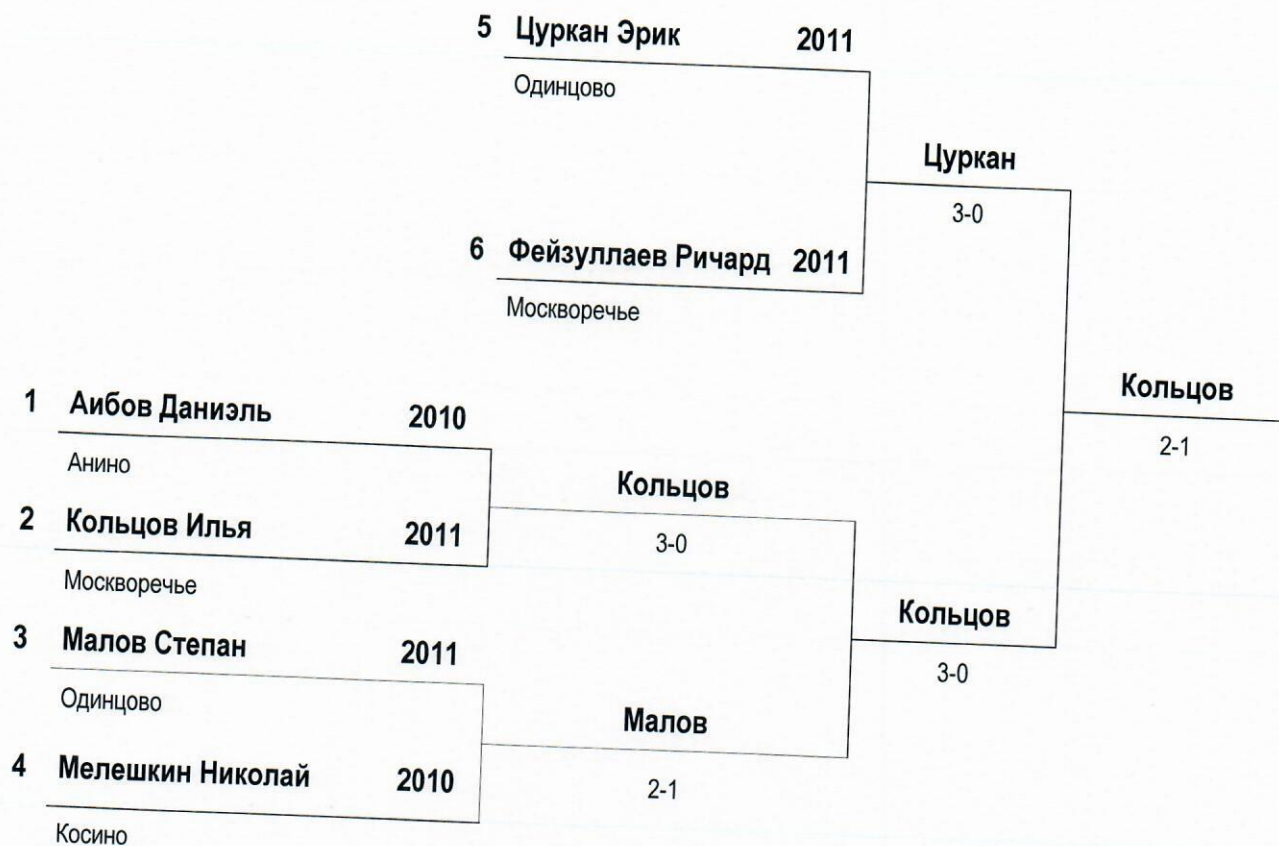 5 Цуркан Эрик 2011
Одинцово
Цуркан
3-0
6 Фейзуллаев Ричард 2011
Москворечье
Кольцов
2-1
1 Аибов Даниэль 2010
Анино
Кольцов
3-0
2 Кольцов Илья 2011
Москворечье
Кольцов
3-0
3 Малов Степан 2011
Одинцово
Малов
2-1
4 Мелешкин Николай 2010
Косино